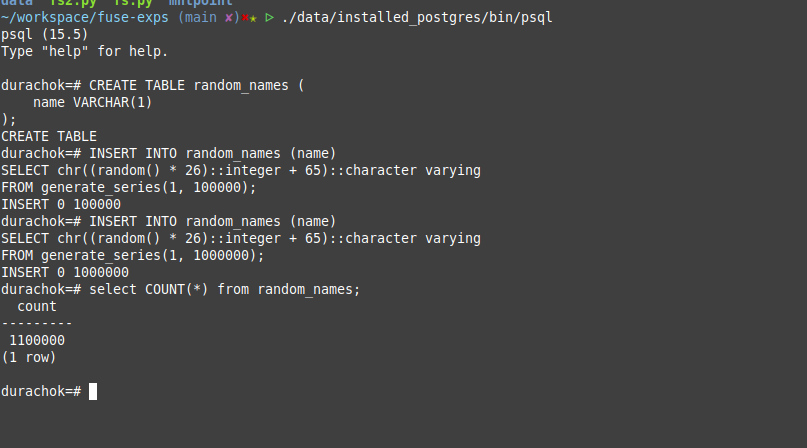 data  fs2.py  fs.py  mntpoint
~/workspace/fuse-exps (main ✘)✖★ ▷ ./data/installed_postgres/bin/psql
psql (15.5)
Type "help" for help.

durachok=# CREATE TABLE random_names (
    name VARCHAR(1)
);
CREATE TABLE
durachok=# INSERT INTO random_names (name)
SELECT chr((random() * 26)::integer + 65)::character varying
FROM generate_series(1, 100000);
INSERT 0 100000
durachok=# INSERT INTO random_names (name)
SELECT chr((random() * 26)::integer + 65)::character varying
FROM generate_series(1, 1000000);
INSERT 0 1000000
durachok=# select COUNT(*) from random_names;
  count
---------
 1100000
(1 row)

durachok=#